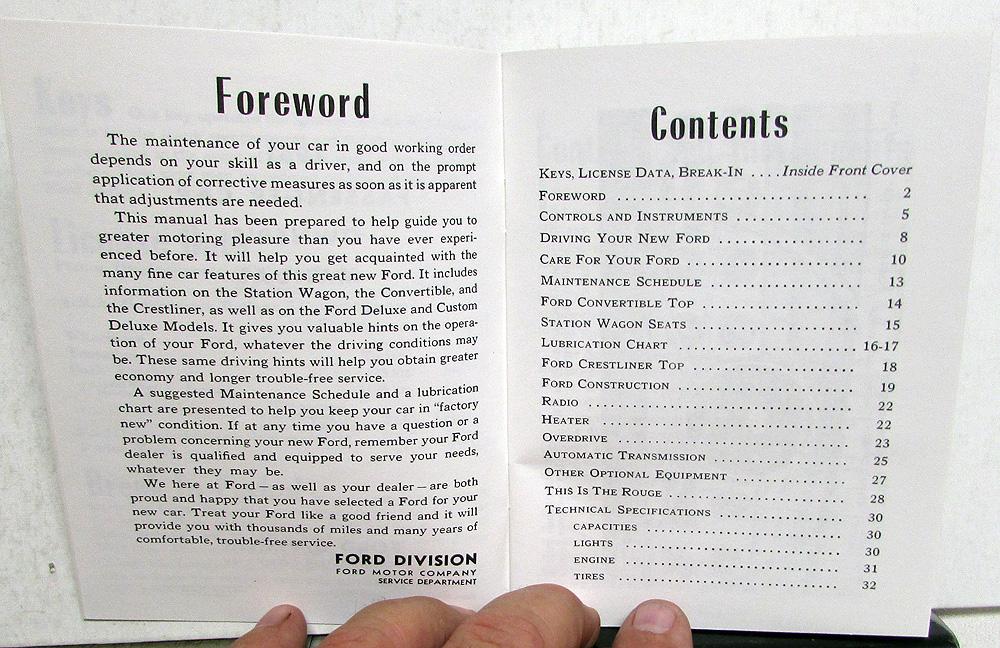 Foreword
The maintenance of your car in good working order
depends on your skill as a driver, and on the prompt
application of corrective measures as soon as it is apparent
that adjustments are needed.
This manual has been prepared to help guide you to
greater motoring pleasure than you have ever experi-
enced before. It will help you get acquainted with the
many fine car features of this great new Ford. It includes
information on the Station Wagon, the Convertible, and
the Crestliner, as well as on the Ford Deluxe and Custom
Deluxe Models. It gives you valuable hints on the opera-
tion of your Ford, whatever the driving conditions may
be. These same driving hints will help you obtain greater
economy and longer trouble-free service.
A suggested Maintenance Schedule and a lubrication
chart are presented to help you keep your car in "factory
new" condition. If at any time you have a question or a
problem concerning your new Ford, remember your Ford
dealer is qualified and equipped to serve your needs,
whatever they may be.
We here at Ford — as well as your dealer — are both
proud and happy that you have selected a Ford for your
new car. Treat your Ford like a good friend and it will
provide you with thousands of miles and many years of
comfortable, trouble-free service.
FORD DIVISION
FORD MOTOR COMPANY
SERVICE DEPARTMENT
Contents
KEYS, LICENSE DATA, BREAK-IN .... Inside Front Cover
FOREWORD ........ 2
CONTROLS AND INSTRUMENTS ........ 5
DRIVING YOUR NEW FORD ........ 8
CARE FOR YOUR FORD ........ 10
MAINTENANCE SCHEDULE ........ 13
FORD CONVERTIBLE TOP ........ 14
STATION WAGON SEATS ........ 15
LUBRICATION CHART ........ 16-17
FORD CRESTLINER TOP ........ 18
FORD CONSTRUCTION ........ 19
RADIO ........ 22
HEATER ........ 22
OVERDRIVE ........ 23
AUTOMATIC TRANSMISSION ........ 25
OTHER OPTIONAL EQUIPMENT ........ 27
THIS IS THE ROUGE ........ 28
TECHNICAL SPECIFICATIONS ........ 30
CAPACITIES ........ 30
LIGHTS ........ 30
ENGINE ........ 31
TIRES ........ 32